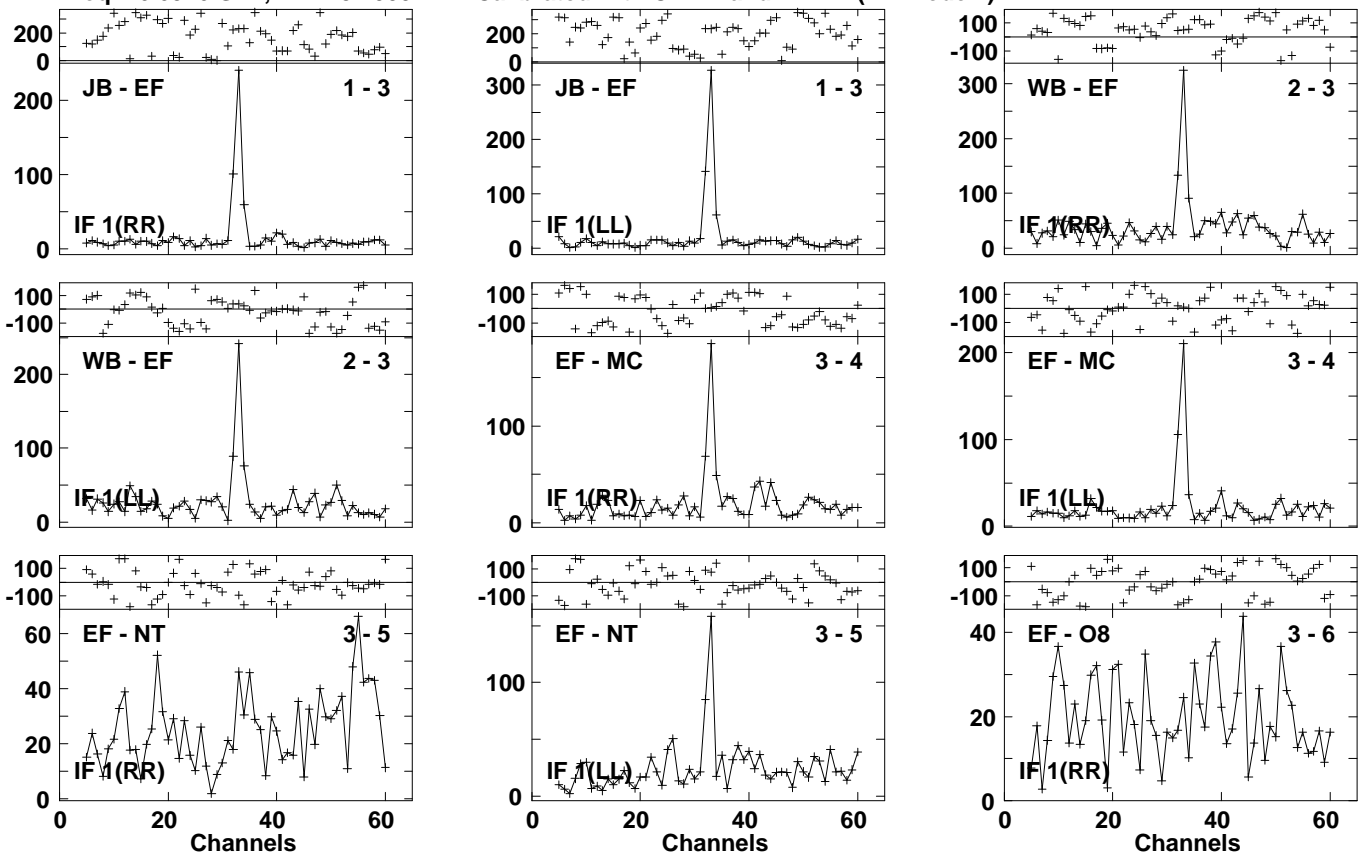 200
0
200
0
100
-100
JB - EF 1 - 3
JB - EF 1 - 3
WB - EF 2 - 3
200
100
0
300
200
100
0
300
200
100
0
IF 1(RR)
IF 1(LL)
IF 1(RR)
100
-100
100
-100
100
-100
WB - EF 2 - 3
EF - MC 3 - 4
EF - MC 3 - 4
200
100
0
100
0
200
100
0
IF 1(LL)
IF 1(RR)
IF 1(LL)
100
-100
100
-100
100
-100
EF - NT 3 - 5
EF - NT 3 - 5
EF - O8 3 - 6
60
40
20
0
100
0
40
20
0
IF 1(RR)
IF 1(LL)
IF 1(RR)
0 20 40 60
0 20 40 60
0 20 40 60
Channels
Channels
Channels